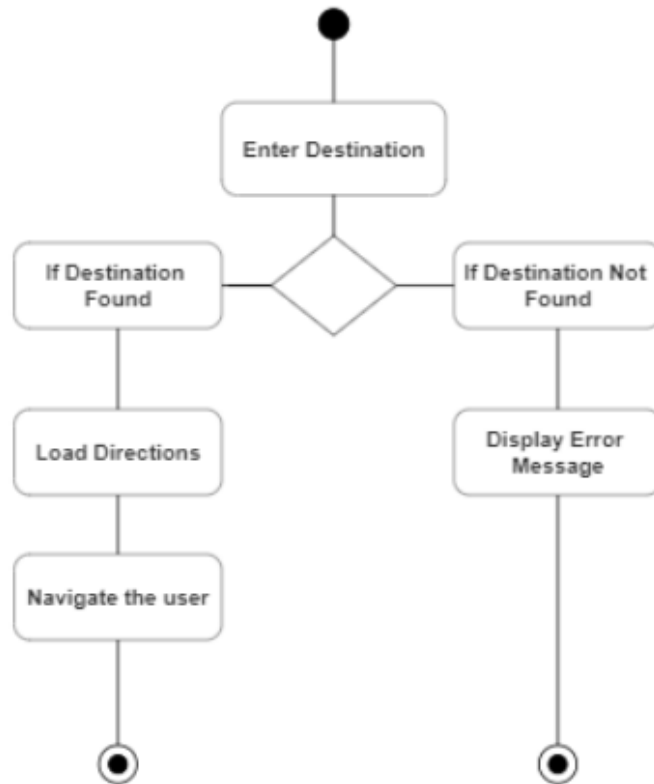 Enter Destination
If Destination
Found
If Destination Not
Found
Load Directions
Display Error
Message
Navigate the user